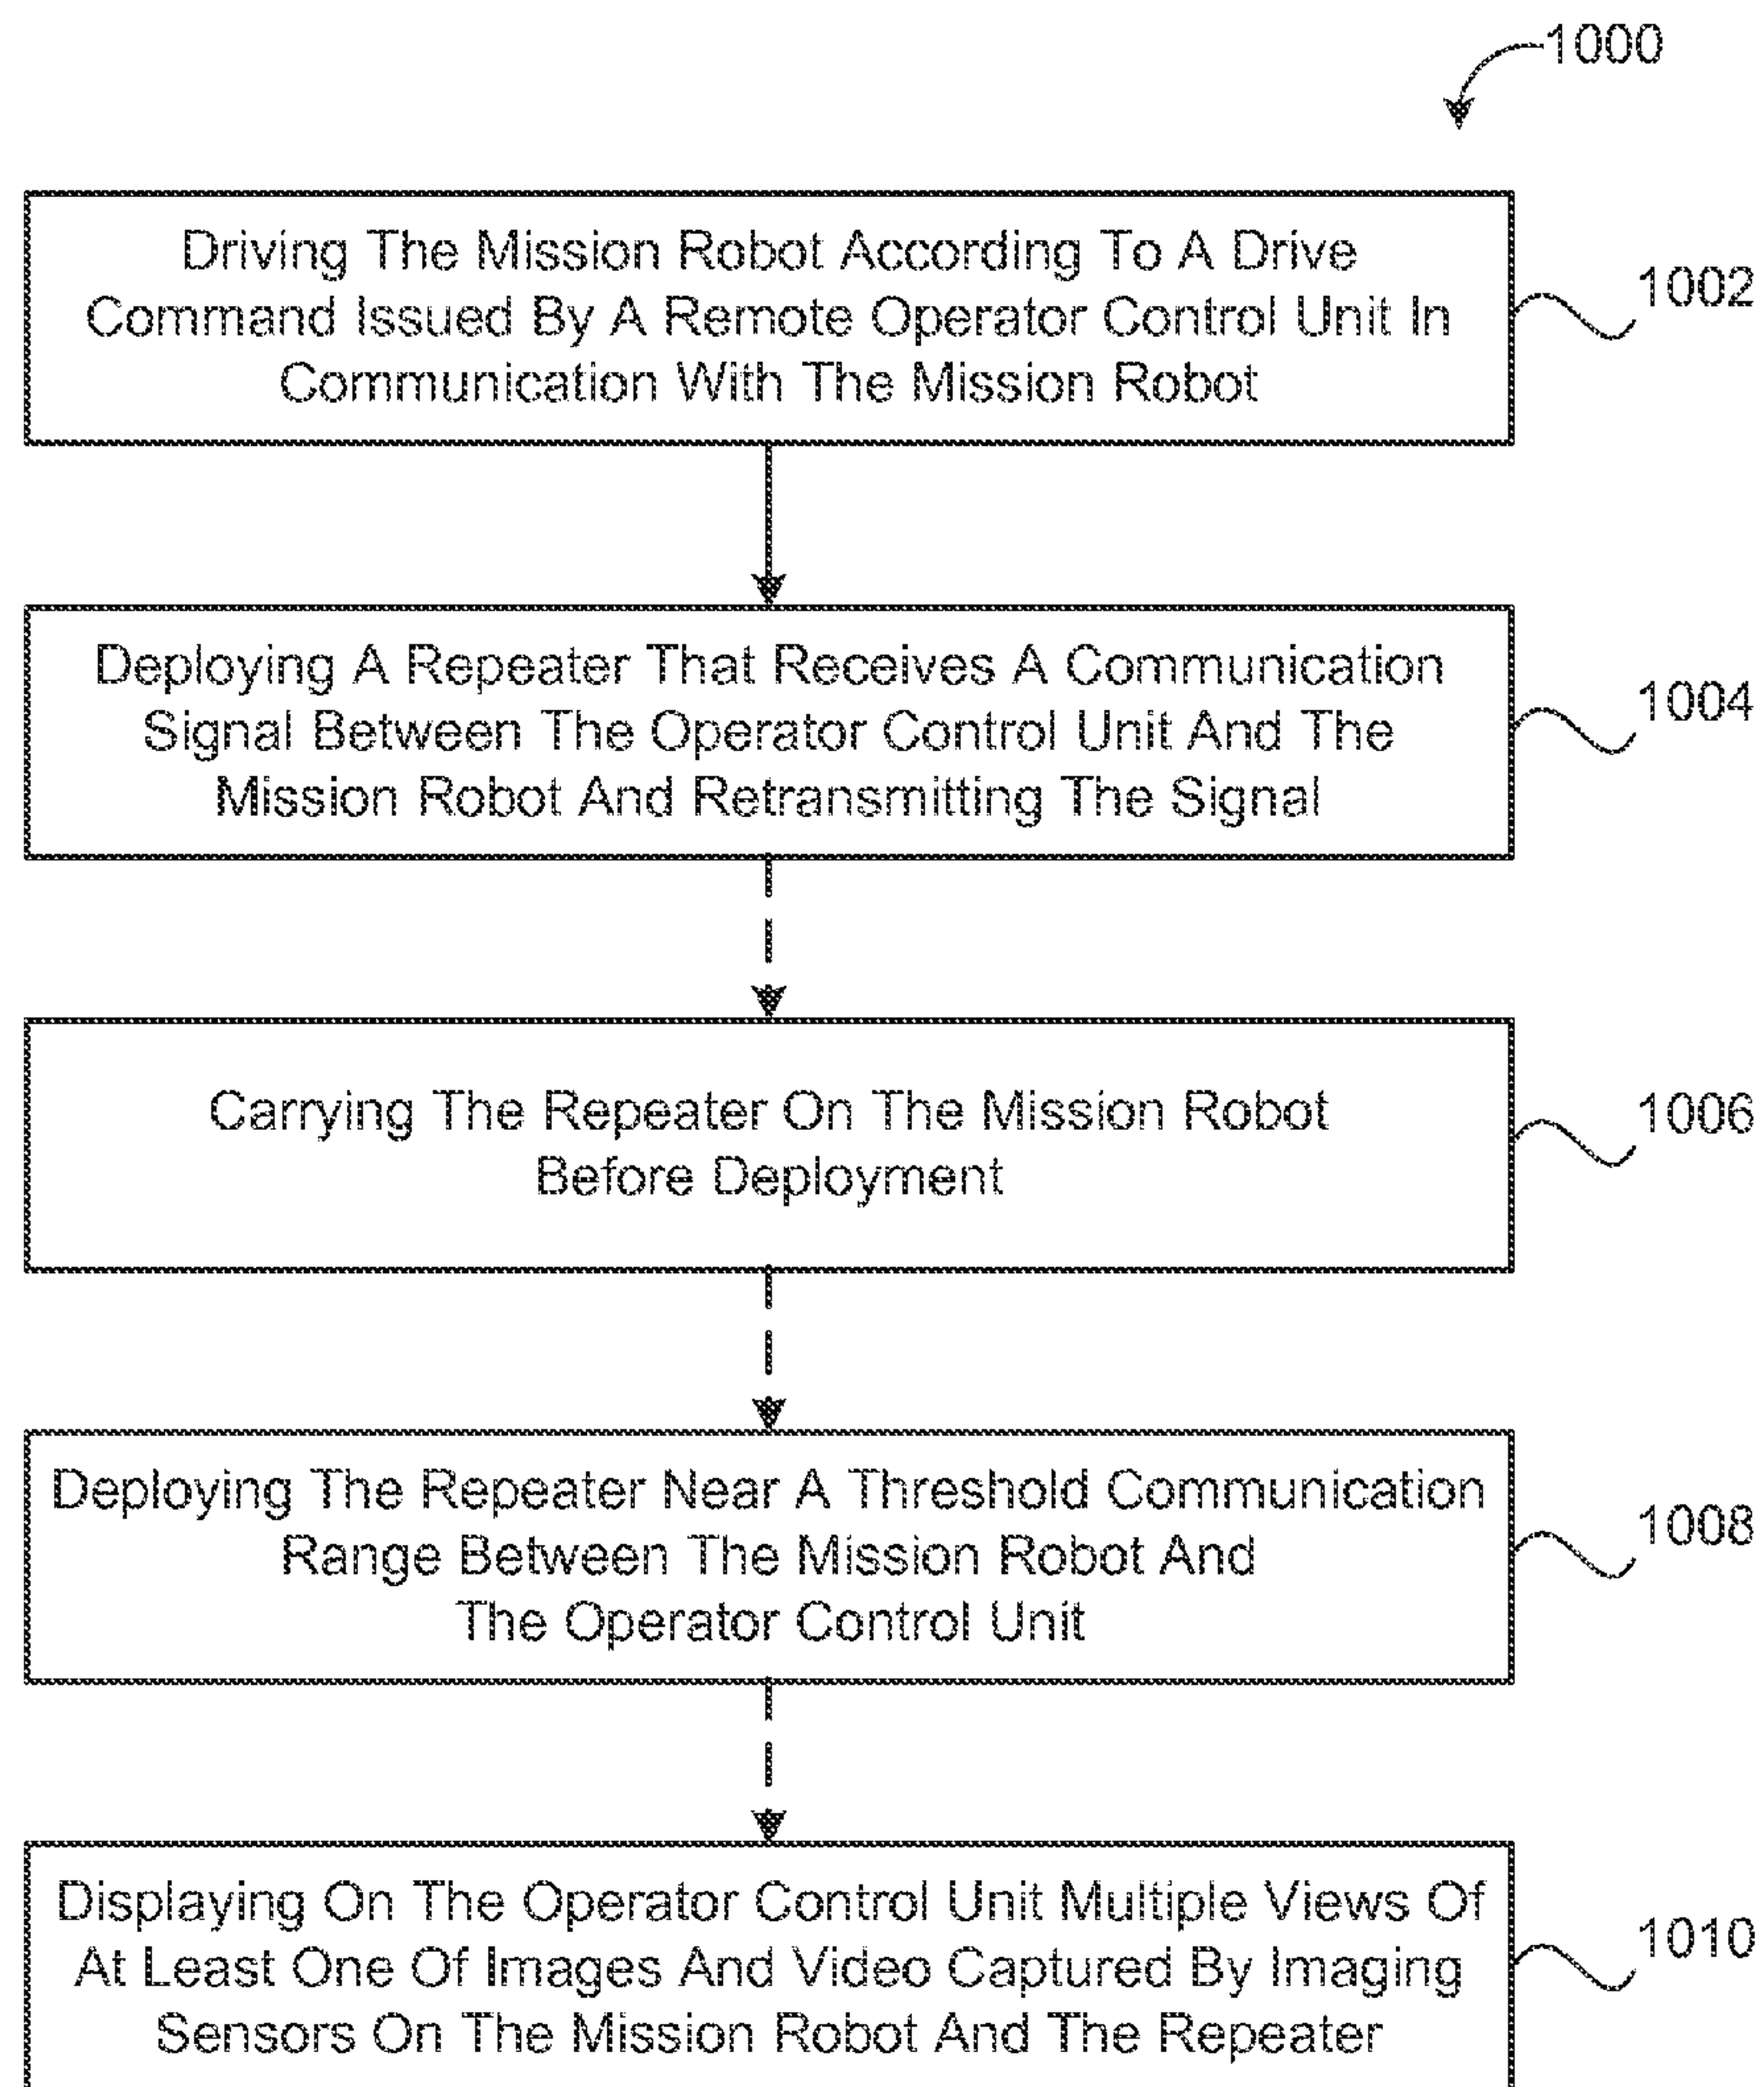 1000
Driving The Mission Robot According To A Drive
Command Issued By A Remote Operator Control Unit In
Communication With The Mission Robot
1002
Deploying A Repeater That Receives A Communication
Signal Between The Operator Control Unit And The
Mission Robot And Retransmitting The Signal
1004
Carrying The Repeater On The Mission Robot
Before Deployment
1006
Deploying The Repeater Near A Threshold Communication
Range Between The Mission Robot And
The Operator Control Unit
1008
Displaying On The Operator Control Unit Multiple Views Of
At Least One Of Images And Video Captured By Imaging
Sensors On The Mission Robot And The Repeater
1010